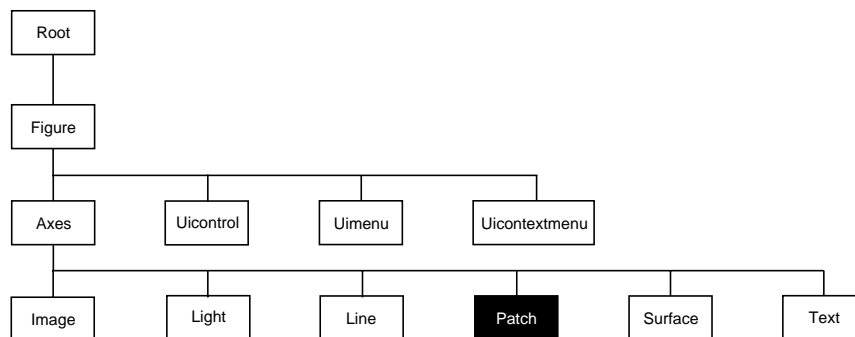 Root
Figure
Axes Uicontrol Uimenu Uicontextmenu
Image Light Line Patch Surface Text